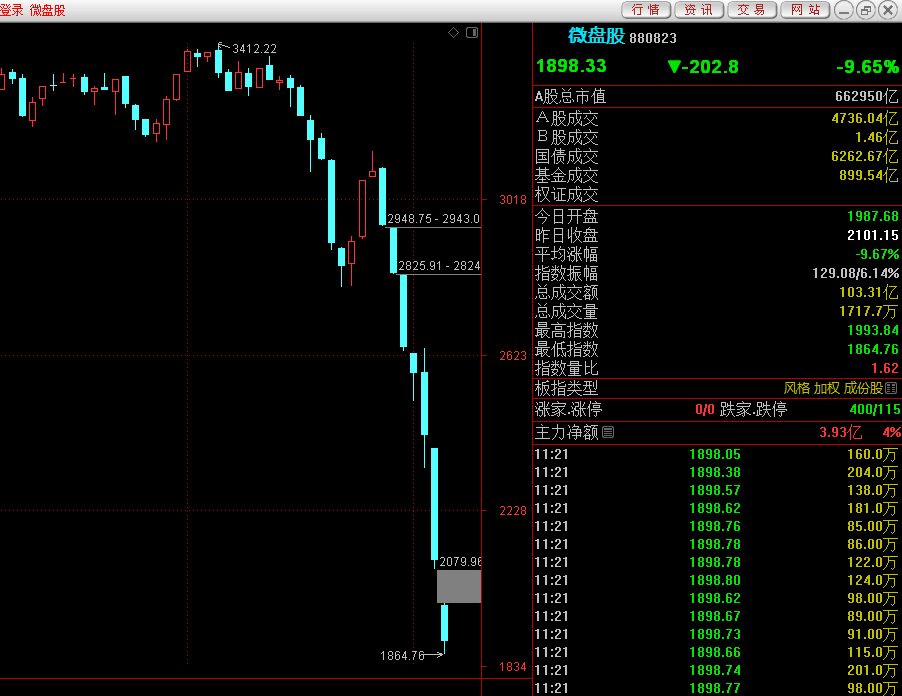 登录 微盘股 行情 资讯 交易 网站
3412.22
2948.75 - 2943.0
2825.91 - 2824
2079.96
1864.76
3018
2623
2228
1834
微盘股 880823
1898.33 ▼-202.8 -9.65%
A股总市值 662950亿
A股成交 4736.04亿
B股成交 1.46亿
国债成交 6262.67亿
基金成交 899.54亿
权证成交
今日开盘 1987.68
昨日收盘 2101.15
平均涨幅 -9.67%
指数振幅 129.08/6.14%
总成交额 103.31亿
总成交量 1717.7万
最高指数 1993.84
最低指数 1864.76
指数量比 1.62
板指类型 风格 加权 成份股
涨家.涨停 0/0 跌家.跌停 400/115
主力净额 3.93亿 4%
11:21 1898.05 160.0万
11:21 1898.38 204.0万
11:21 1898.57 138.0万
11:21 1898.62 181.0万
11:21 1898.76 85.00万
11:21 1898.78 86.00万
11:21 1898.78 122.0万
11:21 1898.80 124.0万
11:21 1898.62 98.00万
11:21 1898.67 89.00万
11:21 1898.73 91.00万
11:21 1898.66 115.0万
11:21 1898.74 201.0万
11:21 1898.77 98.00万